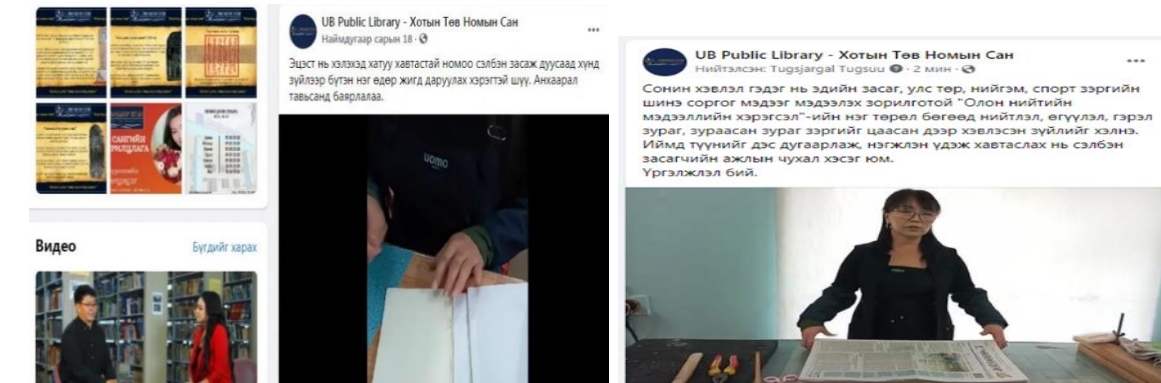 UB Public Library - Хотын Төв Номын Сан
Наймдугаар сарын 18
Эцэст нь хэлэхэд хатуу хавтастай номоо сэлбэн засаж дуусаад хүнд
зүйлээр бүтэн нэг өдөр жигд даруулах хэрэгтэй шүү. Анхаарал
тавьсанд баярлалаа.
uomo
Видео
Бүгдийг харах
UB Public Library - Хотын Төв Номын Сан
Нийтэлсэн: Tugsjargal Tugsuu · 2 мин
Сонин хэвлэл гэдэг нь эдийн засаг, улс төр, нийгэм, спорт зэргийн
шинэ соргог мэдээг мэдээлэх зорилготой "Олон нийтийн
мэдээллийн хэрэгсэл"-ийн нэг төрөл бөгөөд нийтлэл, өгүүлэл, гэрэл
зураг, зураасан зураг зэргийг цаасан дээр хэвлэсэн зүйлийг хэлнэ.
Иймд түүнийг дэс дугаарлаж, нэгжлэн үдэж хавтаслах нь сэлбэн
засагчийн ажлын чухал хэсэг юм.
Үргэлжлэл бий.